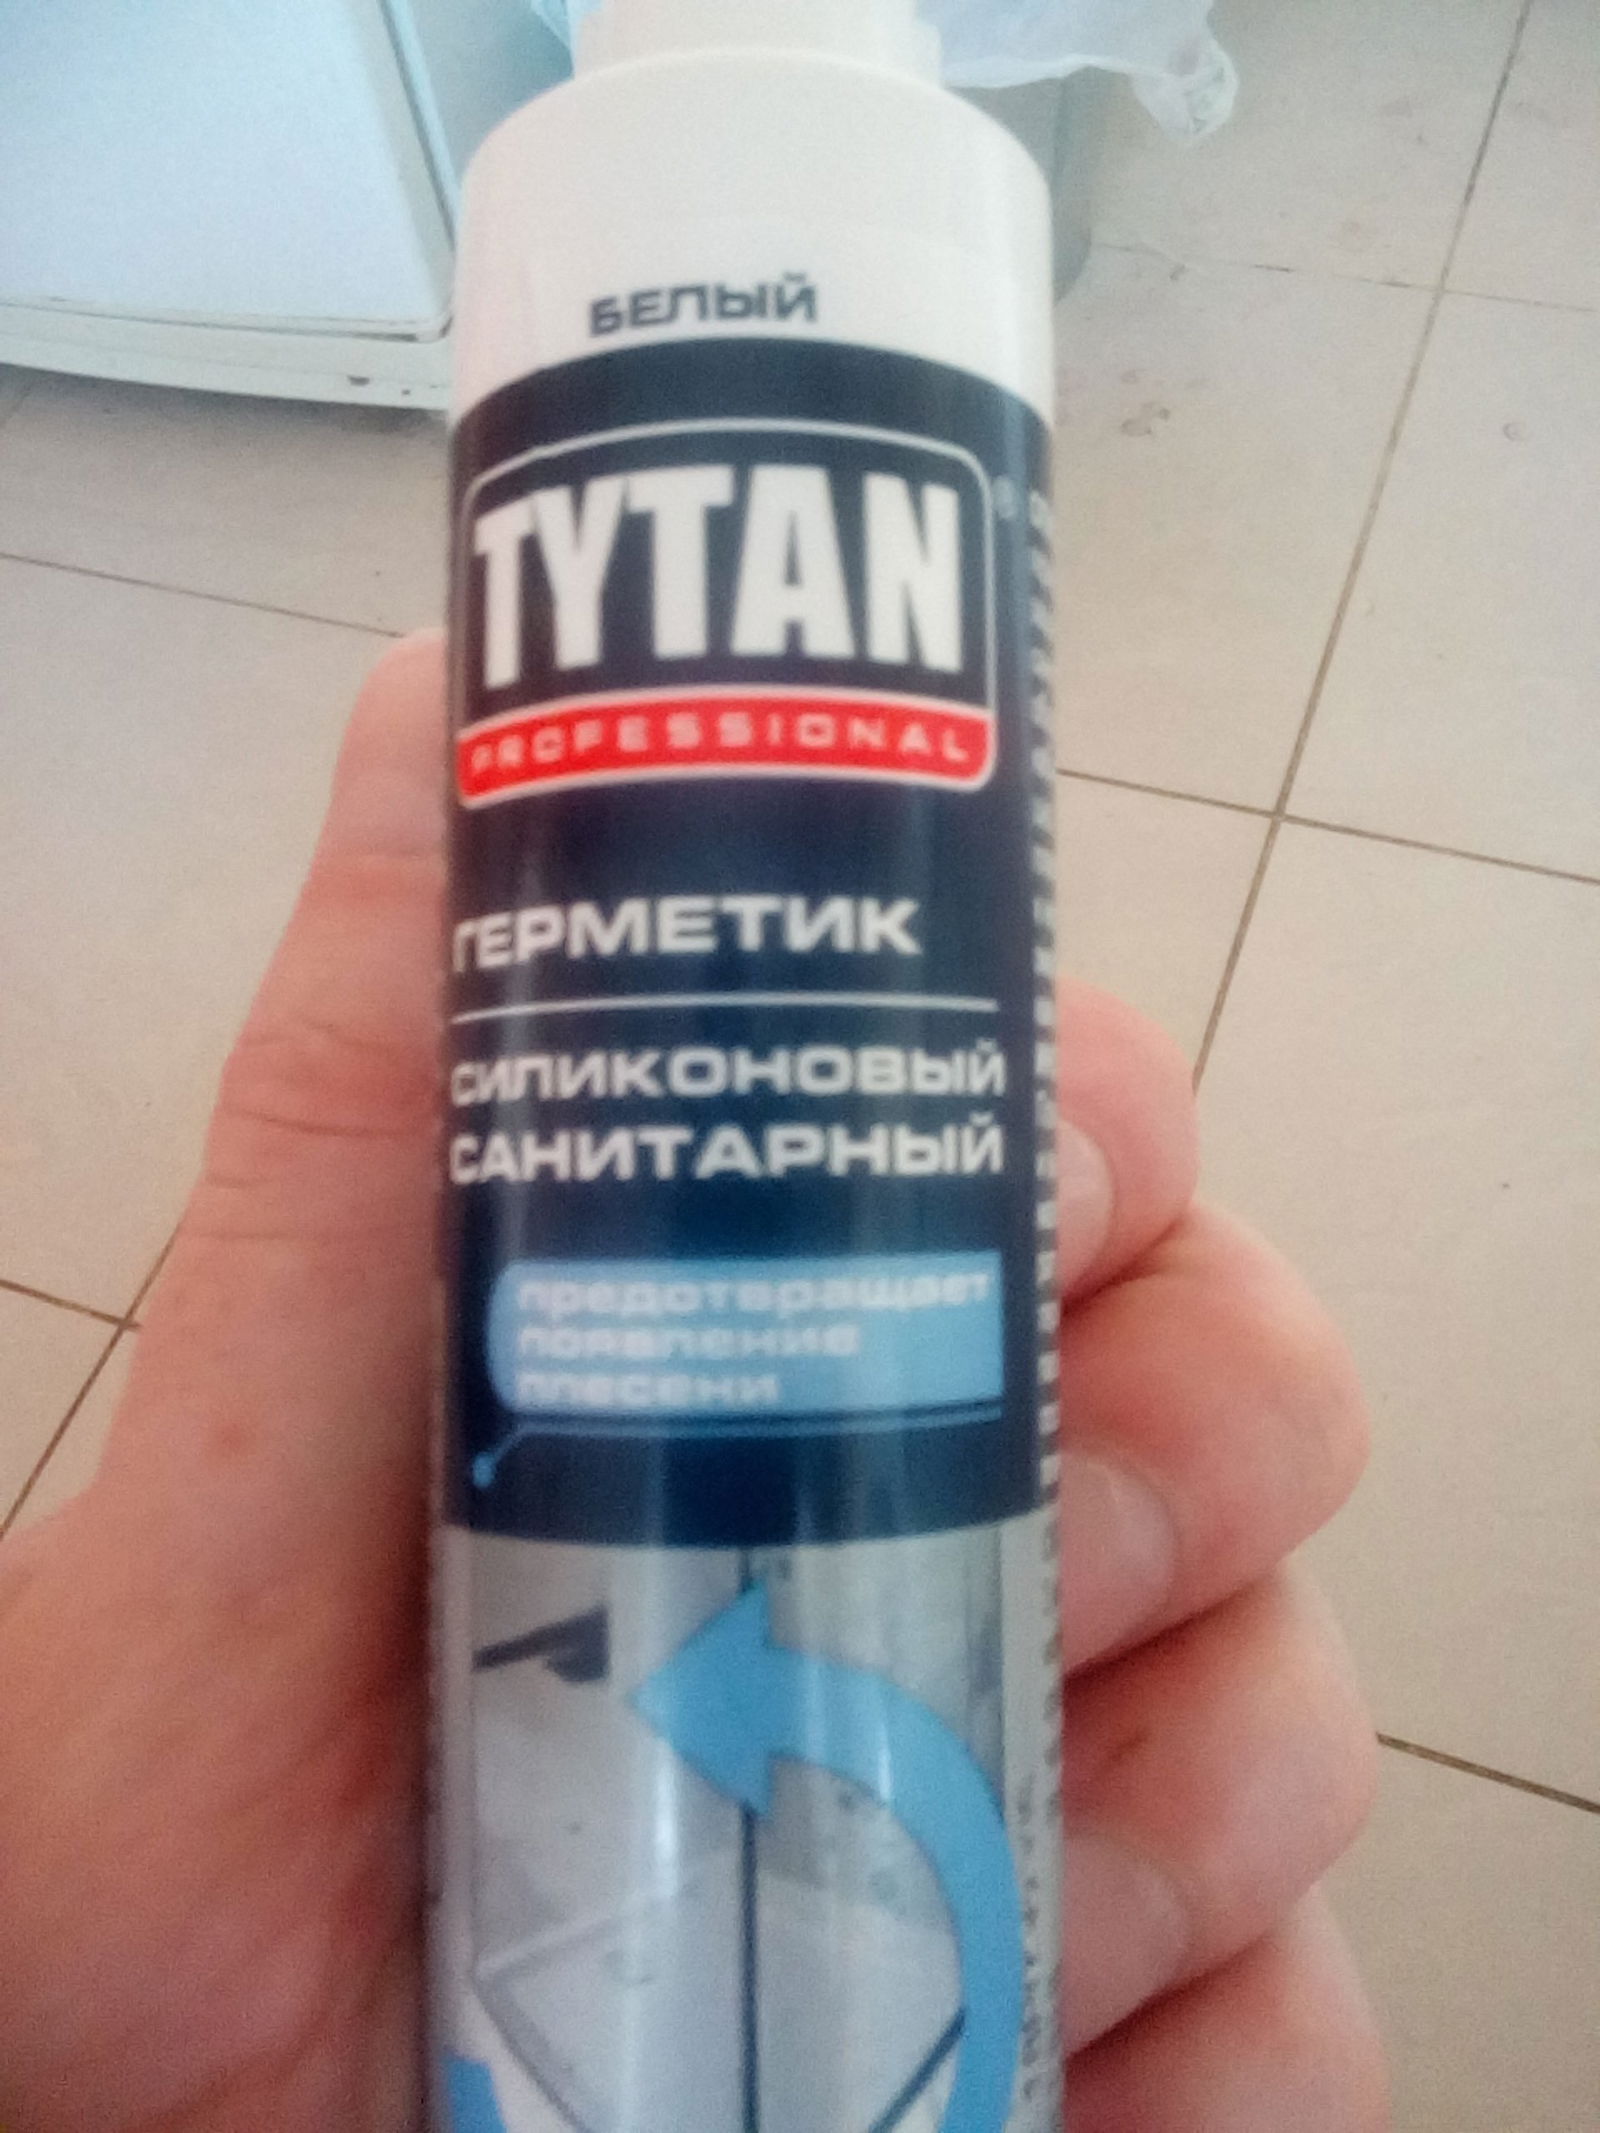 БЕЛЫЙ
TYTAN
PROFESSIONAL
ГЕРМЕТИК
СИЛИКОНОВЫЙ
САНИТАРНЫЙ
предотвращает
появление
плесени